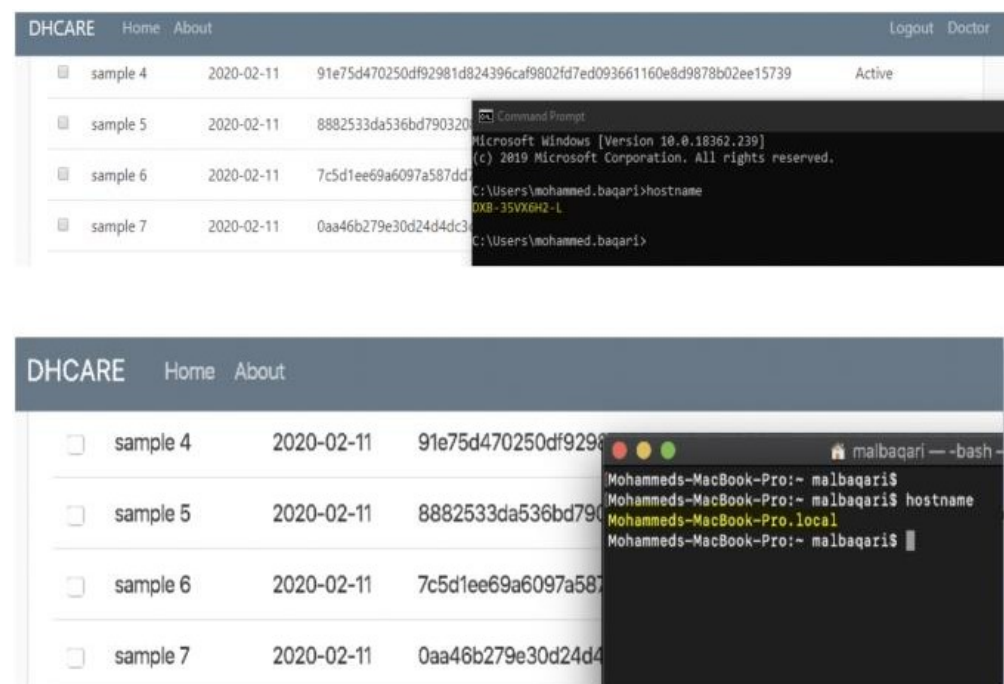 DHCARE Home About Logout Doctor
sample 4 2020-02-11 91e75d470250df92981d824396caf9802fd7ed093661160e8d9878b02ee15739 Active
sample 5 2020-02-11 8882533da536bd790320
sample 6 2020-02-11 7c5d1ee69a6097a587dd7
sample 7 2020-02-11 0aa46b279e30d24d4dc3
Command Prompt
Microsoft Windows [Version 10.0.18362.239]
(c) 2019 Microsoft Corporation. All rights reserved.
C:\Users\mohammed.baqari>hostname
DXB-35VX6H2-L
C:\Users\mohammed.baqari>
DHCARE Home About
sample 4 2020-02-11 91e75d470250df9298
sample 5 2020-02-11 8882533da536bd790
sample 6 2020-02-11 7c5d1ee69a6097a587
sample 7 2020-02-11 0aa46b279e30d24d4
malbaqari — -bash -
Mohammeds-MacBook-Pro:~ malbaqari$
Mohammeds-MacBook-Pro:~ malbaqari$ hostname
Mohammeds-MacBook-Pro.local
Mohammeds-MacBook-Pro:~ malbaqari$